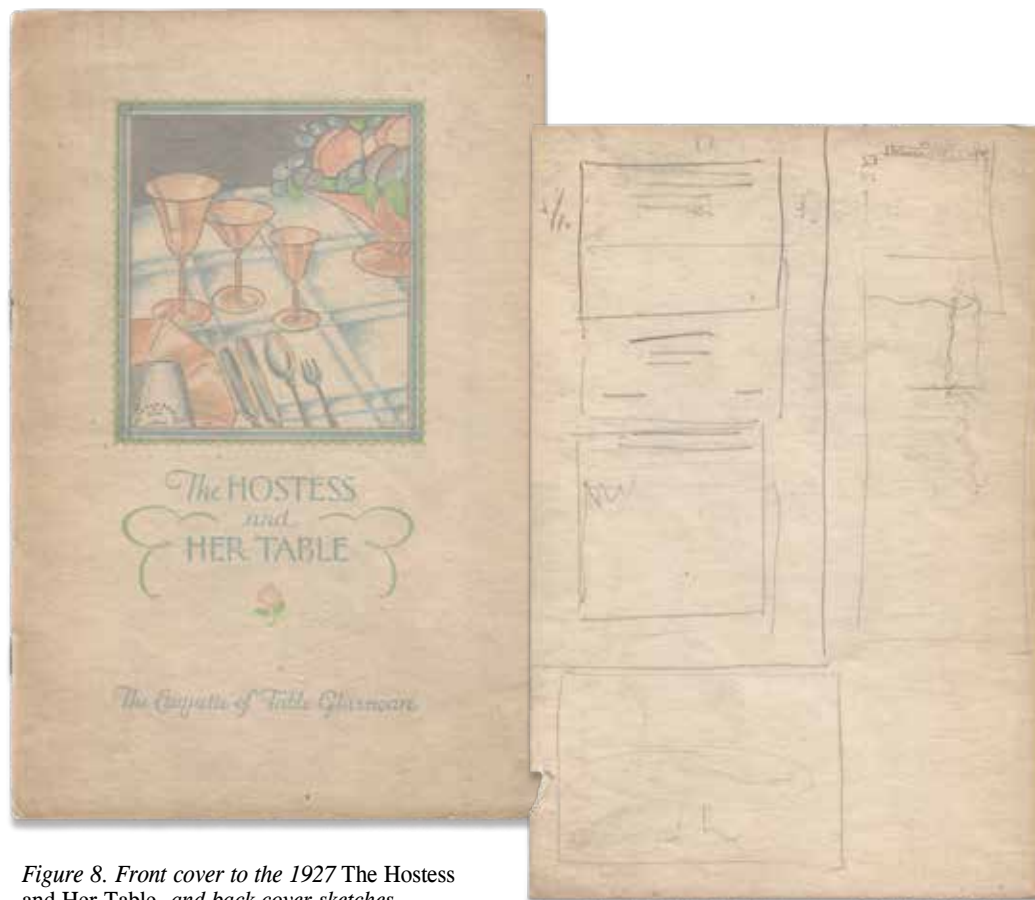 The HOSTESS
and
HER TABLE
The Etiquette of Table Glassware
Figure 8. Front cover to the 1927 The Hostess
and Her Table, and back cover sketches